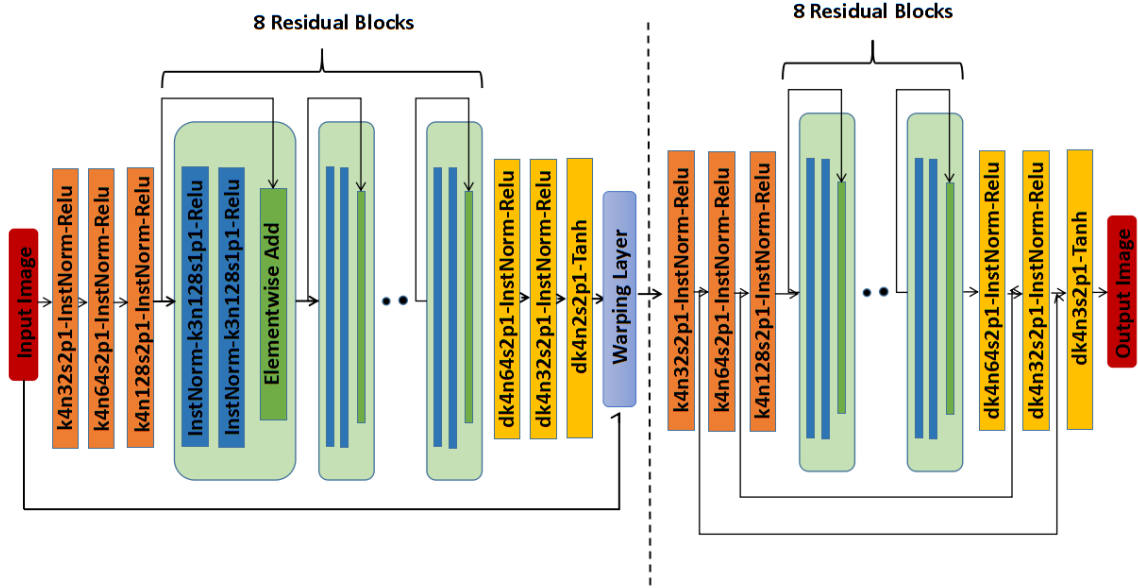 8 Residual Blocks
8 Residual Blocks
Input Image
k4n32s2p1-InstNorm-Relu
k4n64s2p1-InstNorm-Relu
k4n128s2p1-InstNorm-Relu
InstNorm-k3n128s1p1-Relu
InstNorm-k3n128s1p1-Relu
Elementwise Add
dk4n64s2p1-InstNorm-Relu
dk4n32s2p1-InstNorm-Relu
dk4n2s2p1-Tanh
Warping Layer
k4n32s2p1-InstNorm-Relu
k4n64s2p1-InstNorm-Relu
k4n128s2p1-InstNorm-Relu
dk4n64s2p1-InstNorm-Relu
dk4n32s2p1-InstNorm-Relu
dk4n3s2p1-Tanh
Output Image